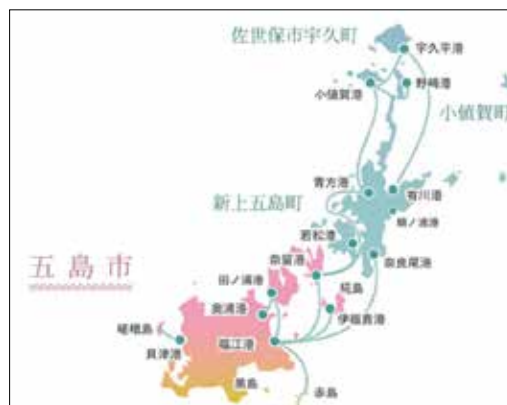 佐世保市宇久町
宇久平港
小値賀港
野崎港
小値賀町
青方港
有川港
新上五島町
鯛ノ浦港
若松港
奈留港
奈良尾港
五島市
田ノ浦港
椛島
奥浦港
伊福貴港
嵯峨島
福江港
貝津港
黒島
赤島